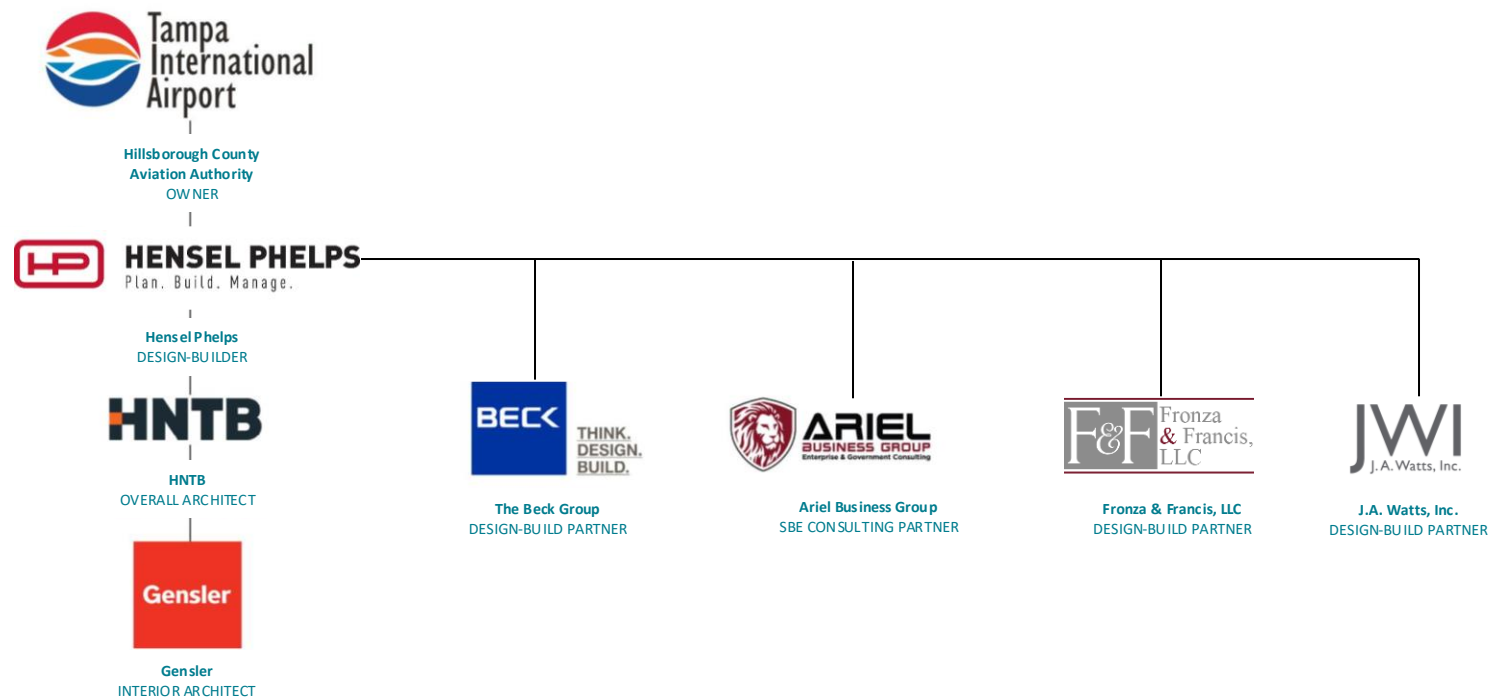 Tampa
International
Airport
Hillsborough County
Aviation Authority
OWNER
HP HENSEL PHELPS
Plan. Build. Manage.
Hensel Phelps
DESIGN-BUILDER
HNTB
HNTB
OVERALL ARCHITECT
Gensler
Gensler
INTERIOR ARCHITECT
BECK
THINK.
DESIGN.
BUILD.
The Beck Group
DESIGN-BUILD PARTNER
ARIEL
BUSINESS GROUP
Enterprise & Government Consulting
Ariel Business Group
SBE CONSULTING PARTNER
F&F
Fronza
& Francis,
LLC
Fronza & Francis, LLC
DESIGN-BUILD PARTNER
JWI
J.A. Watts, Inc.
J.A. Watts, Inc.
DESIGN-BUILD PARTNER